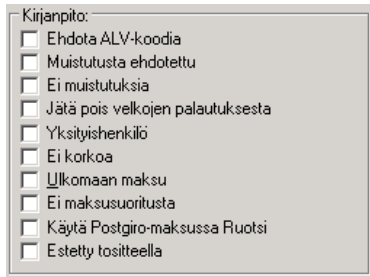 Kirjanpito:
Ehdota ALV-koodia
Muistutusta ehdotettu
Ei muistutuksia
Jätä pois velkojen palautuksesta
Yksityishenkilö
Ei korkoa
Ulkomaan maksu
Ei maksusuoritusta
Käytä Postgiro-maksussa Ruotsi
Estetty tositteella